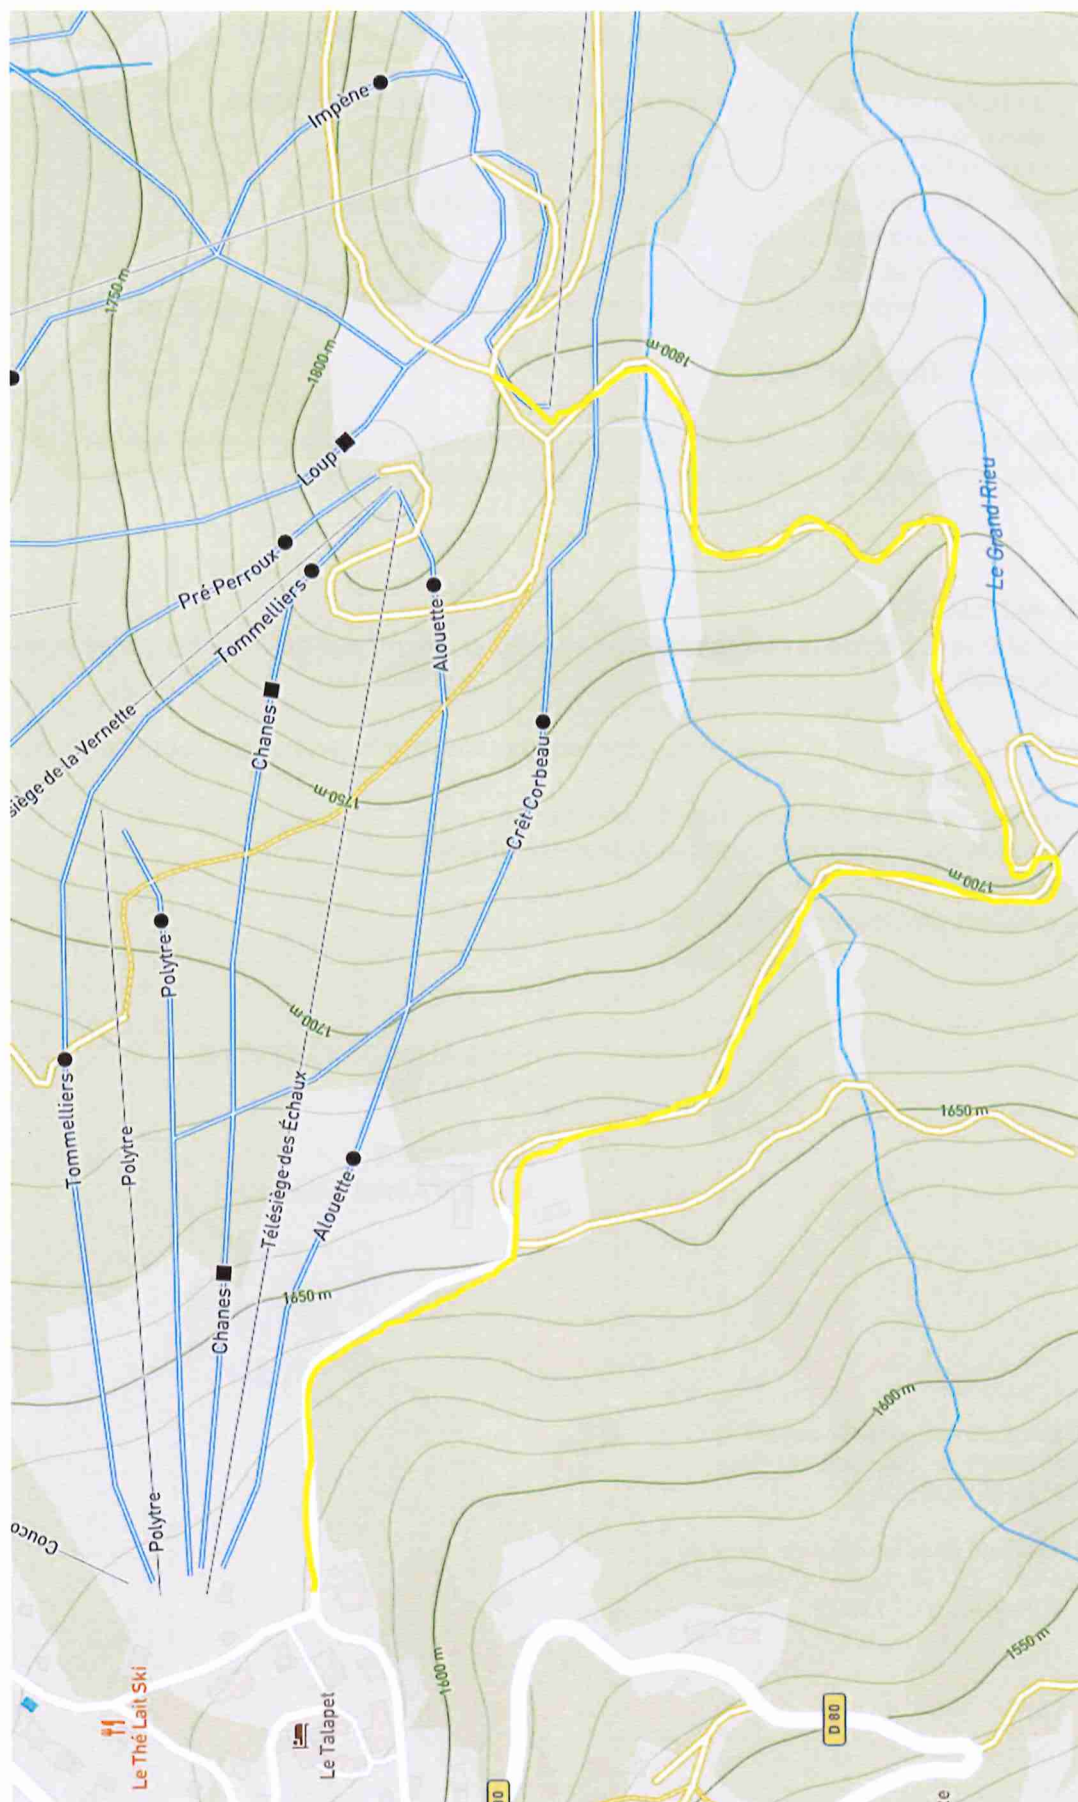 Impène
1750 m
1800 m
1800 m
Loup
Le Grand Rieu
Pré Perroux
Tommelliers
Alouette
Chanes
siège de la Vernette
1750 m
Crêt Corbeau
1700 m
Polytre
1700 m
Tommelliers
Polytre
Télésiège des Échaux
1650 m
Alouette
Chanes
1650 m
1600 m
Couco
Polytre
1600 m
1550 m
Le Thé Lait Ski
Le Talapet
D 80